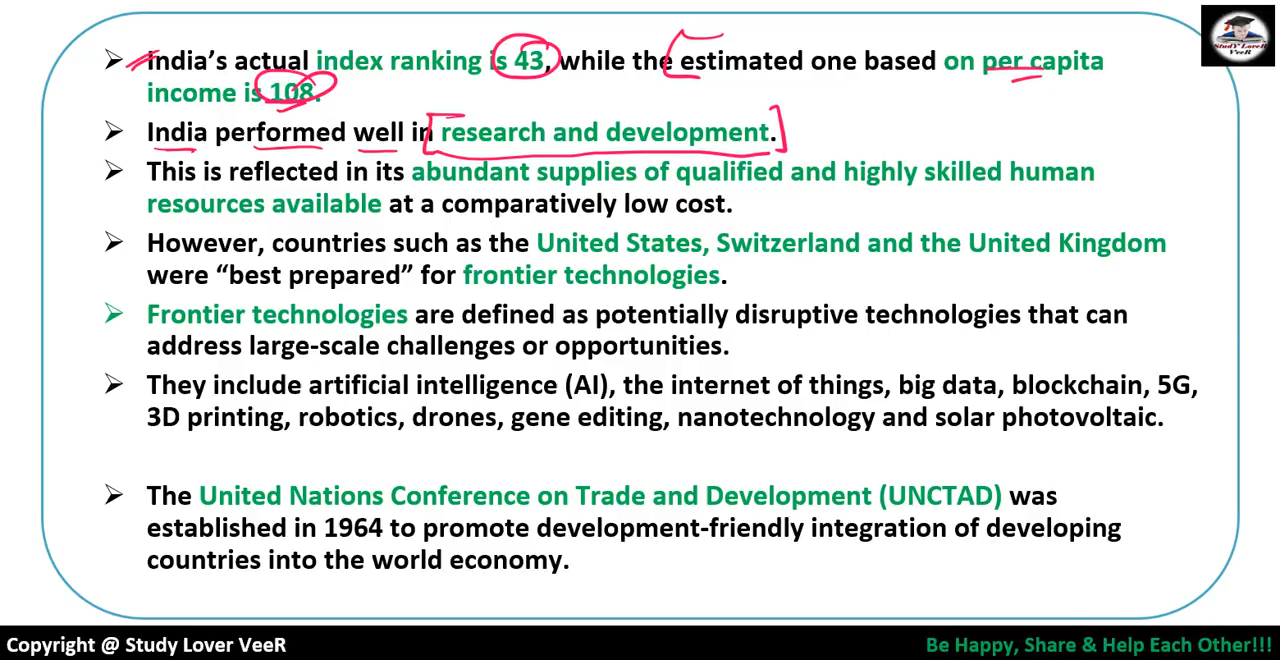 StudY LoveR
VeeR
➢ India’s actual index ranking is 43, while the estimated one based on per capita
income is 108.
➢ India performed well in research and development.
➢ This is reflected in its abundant supplies of qualified and highly skilled human
resources available at a comparatively low cost.
➢ However, countries such as the United States, Switzerland and the United Kingdom
were “best prepared” for frontier technologies.
➢ Frontier technologies are defined as potentially disruptive technologies that can
address large-scale challenges or opportunities.
➢ They include artificial intelligence (AI), the internet of things, big data, blockchain, 5G,
3D printing, robotics, drones, gene editing, nanotechnology and solar photovoltaic.
➢ The United Nations Conference on Trade and Development (UNCTAD) was
established in 1964 to promote development-friendly integration of developing
countries into the world economy.
Copyright @ Study Lover VeeR
Be Happy, Share & Help Each Other!!!